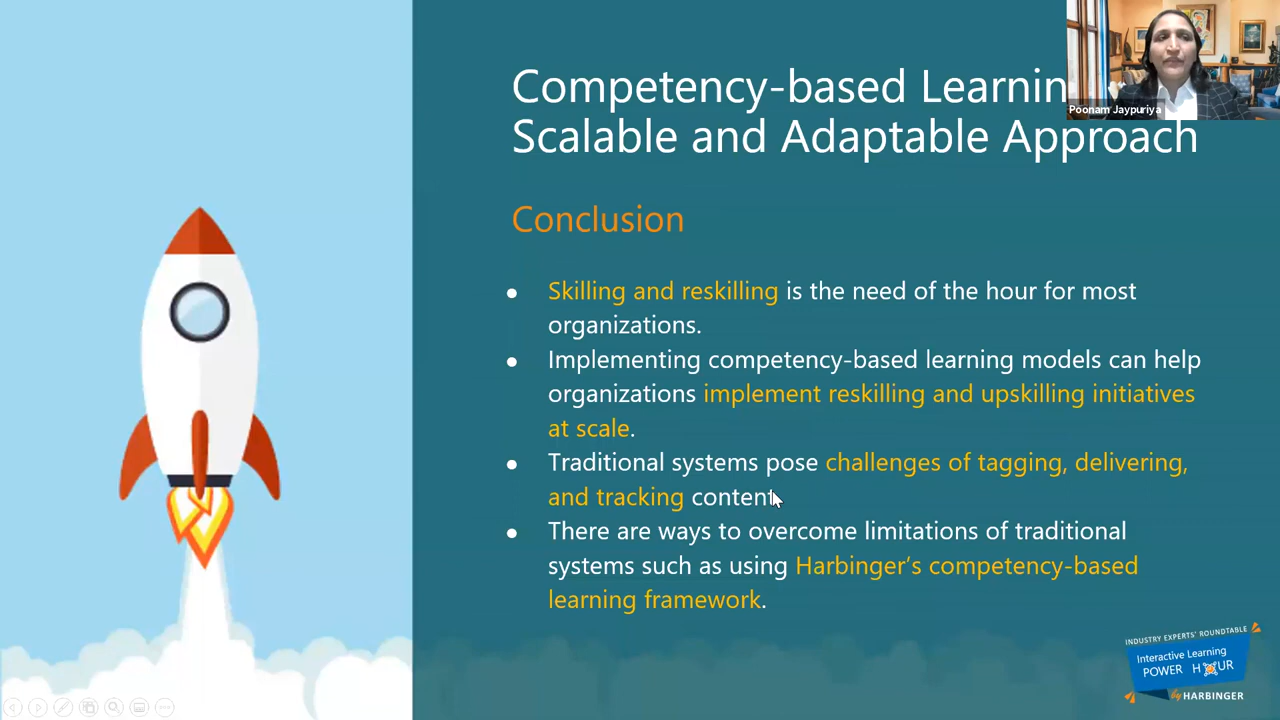 Competency-based Learnin
Scalable and Adaptable Approach
Poonam Jaypuriya
Conclusion
● Skilling and reskilling is the need of the hour for most
organizations.
● Implementing competency-based learning models can help
organizations implement reskilling and upskilling initiatives
at scale.
● Traditional systems pose challenges of tagging, delivering,
and tracking content
● There are ways to overcome limitations of traditional
systems such as using Harbinger’s competency-based
learning framework.
INDUSTRY EXPERTS' ROUNDTABLE
Interactive Learning
POWER HOUR
HARBINGER